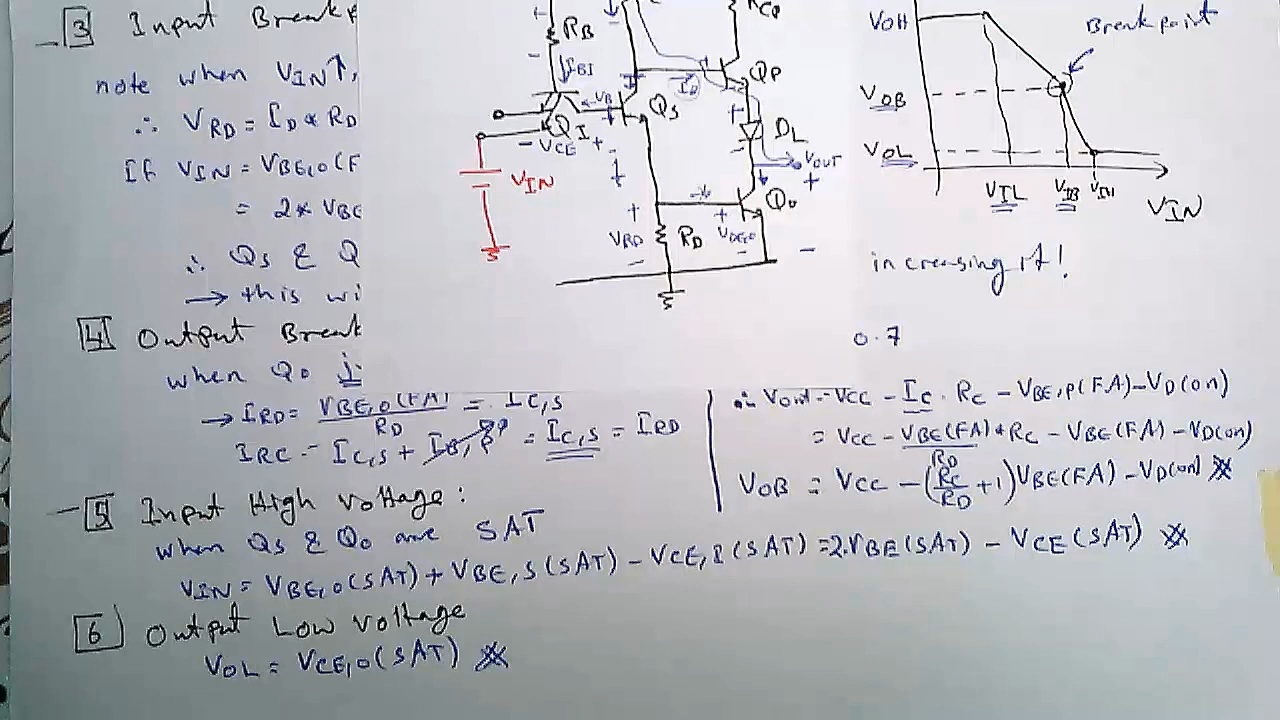 3 Input Break
note when VIN↑,
∴ VRD = ID * RD
If VIN = VBE,O(F
= 2 * VBE
∴ QS & Q
→ this wi
4 Output Break
when QO i
→ IRD = VBE,O(FA) / RD = IC,S
IRC = IC,S + IB,P = IC,S = IRD
5 Input High Voltage:
when QS & QO are SAT
VIN = VBE,O(SAT) + VBE,S(SAT) - VCE,I(SAT) = 2.VBE(SAT) - VCE(SAT)
6 Output Low Voltage
VOL = VCE,O(SAT)
RB
RCP
IBI
VB
IB
QP
QS
QI
- VCE +
DL
VOUT
VIN
QO
VRD
RD
VBE,O
VOH
Break point
VOB
VOL
VIL
VIB
VIH
VIN
increasing it!
0.7
∴ Vout = VCC - IC . RC - VBE,P(FA) - VD(on)
= VCC - VBE(FA) / RD * RC - VBE(FA) - VD(on)
VOB = VCC - (RC / RD + 1) VBE(FA) - VD(on)